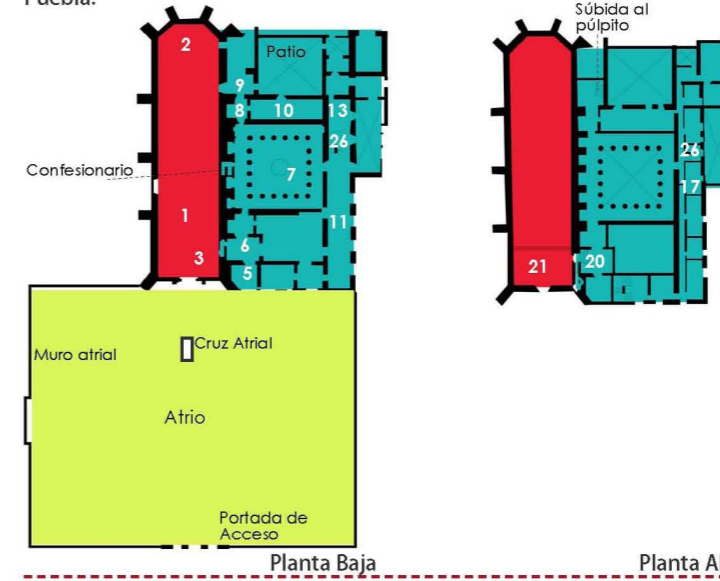 Puebla.
Súbida al
púlpito
2
Patio
9
8
10
13
26
Confesionario
7
1
11
3
6
5
26
17
21
20
Muro atrial
Cruz Atrial
Atrio
Portada de
Acceso
Planta Baja
Planta A